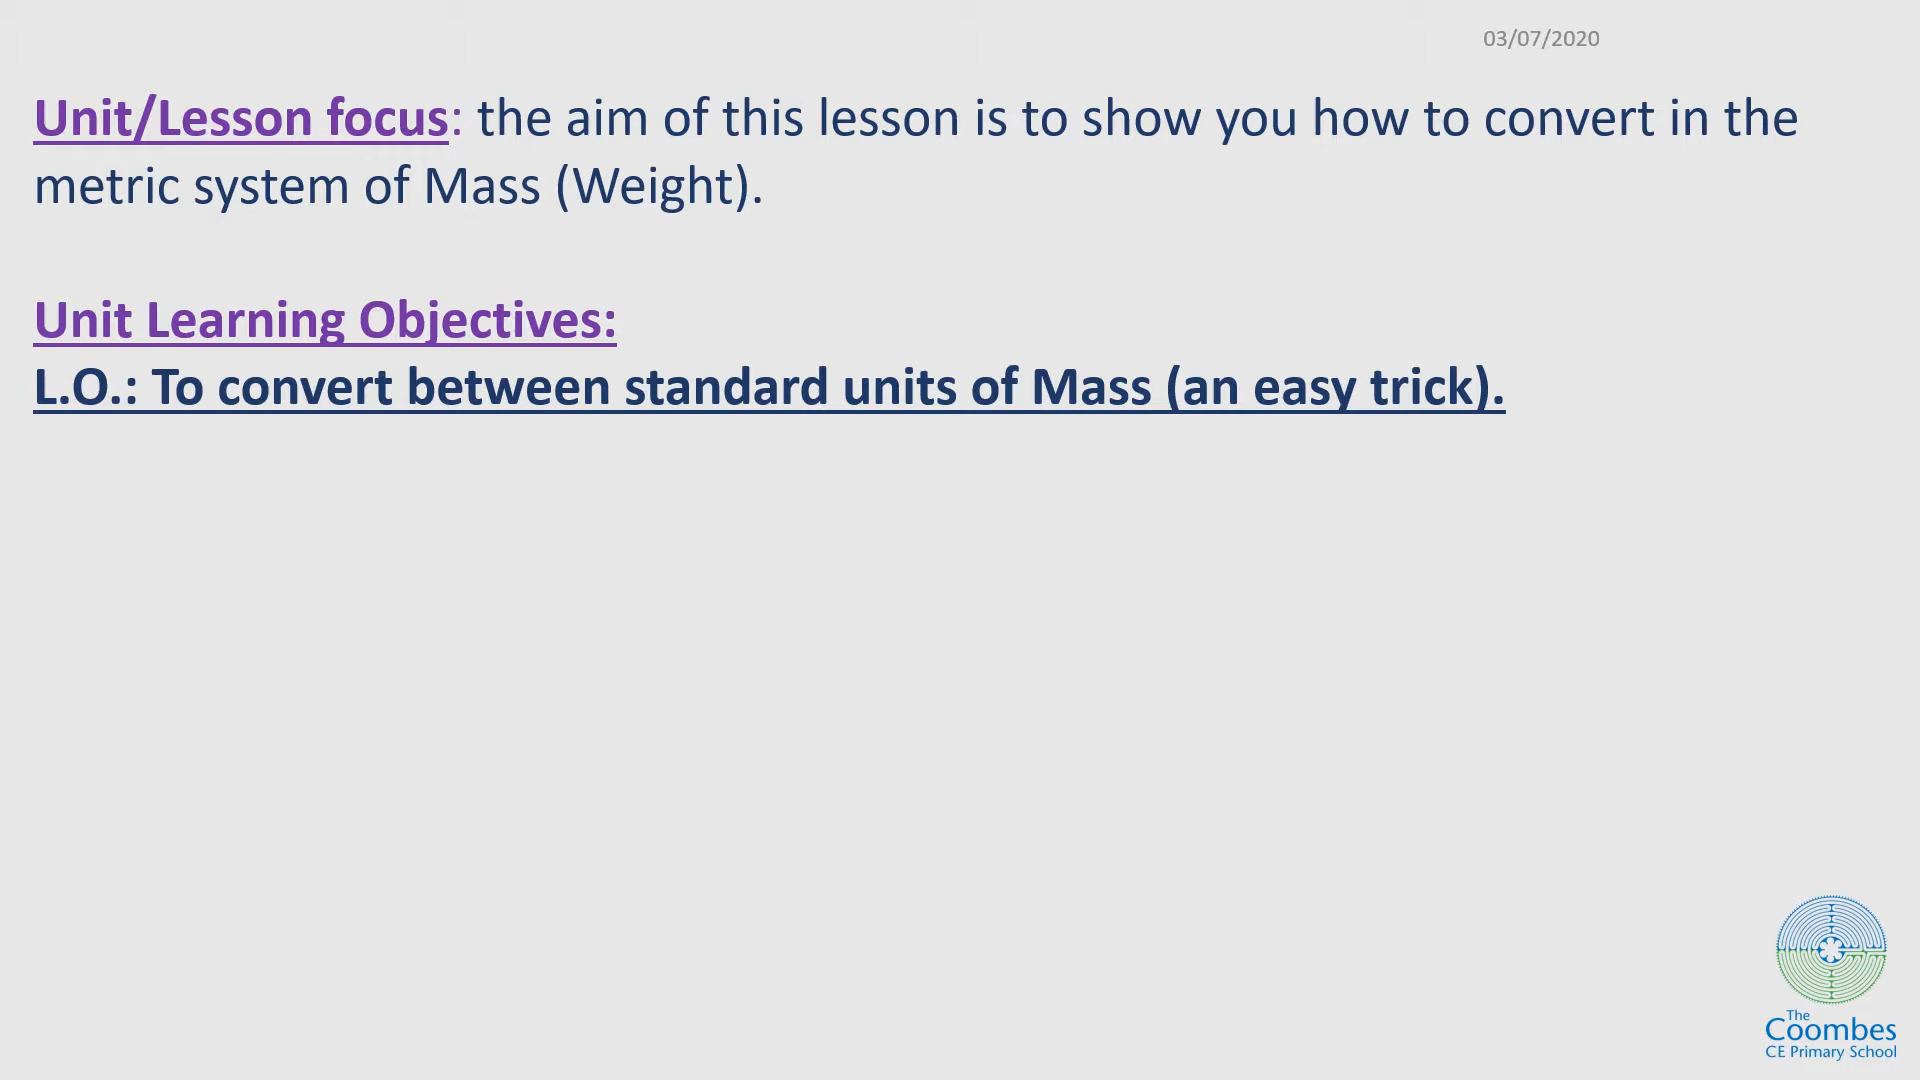 03/07/2020
Unit/Lesson focus: the aim of this lesson is to show you how to convert in the
metric system of Mass (Weight).
Unit Learning Objectives:
L.O.: To convert between standard units of Mass (an easy trick).
The
Coombes
CE Primary School